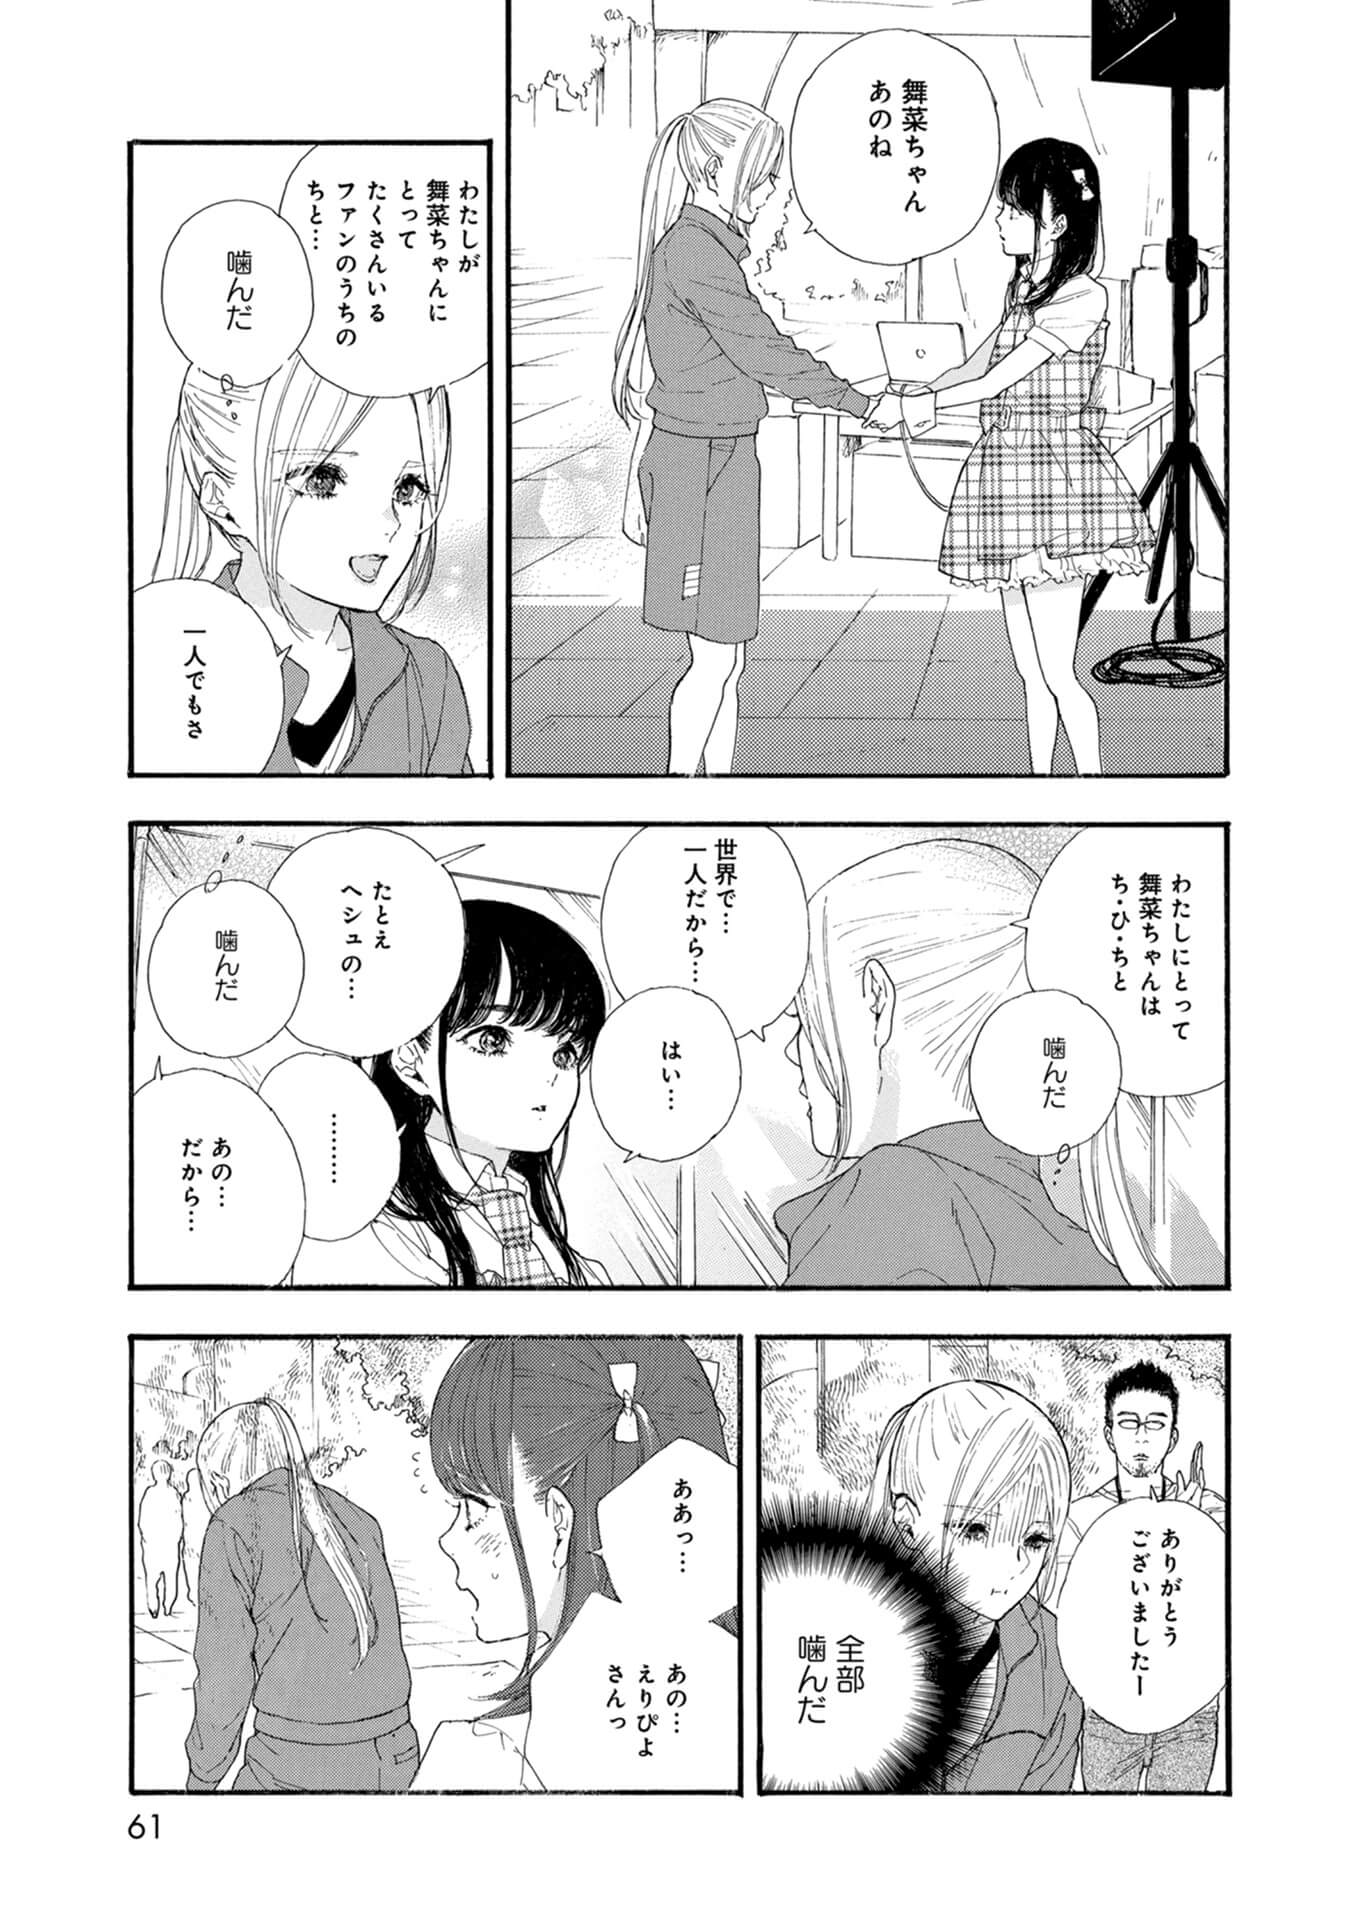 舞菜ちゃん
あのね
わたしが
舞菜ちゃんに
とって
たくさんいる
ファンのうちの
ちと…
噛んだ
一人でもさ
わたしにとって
舞菜ちゃんは
ち・ひ・ちと
噛んだ
世界で…
一人だから…
はい…
たとえ
ヘシュの…
噛んだ
………
あの…
だから…
ありがとう
ございましたー
全部
噛んだ
ああっ…
あの…
えりぴよ
さんっ
61